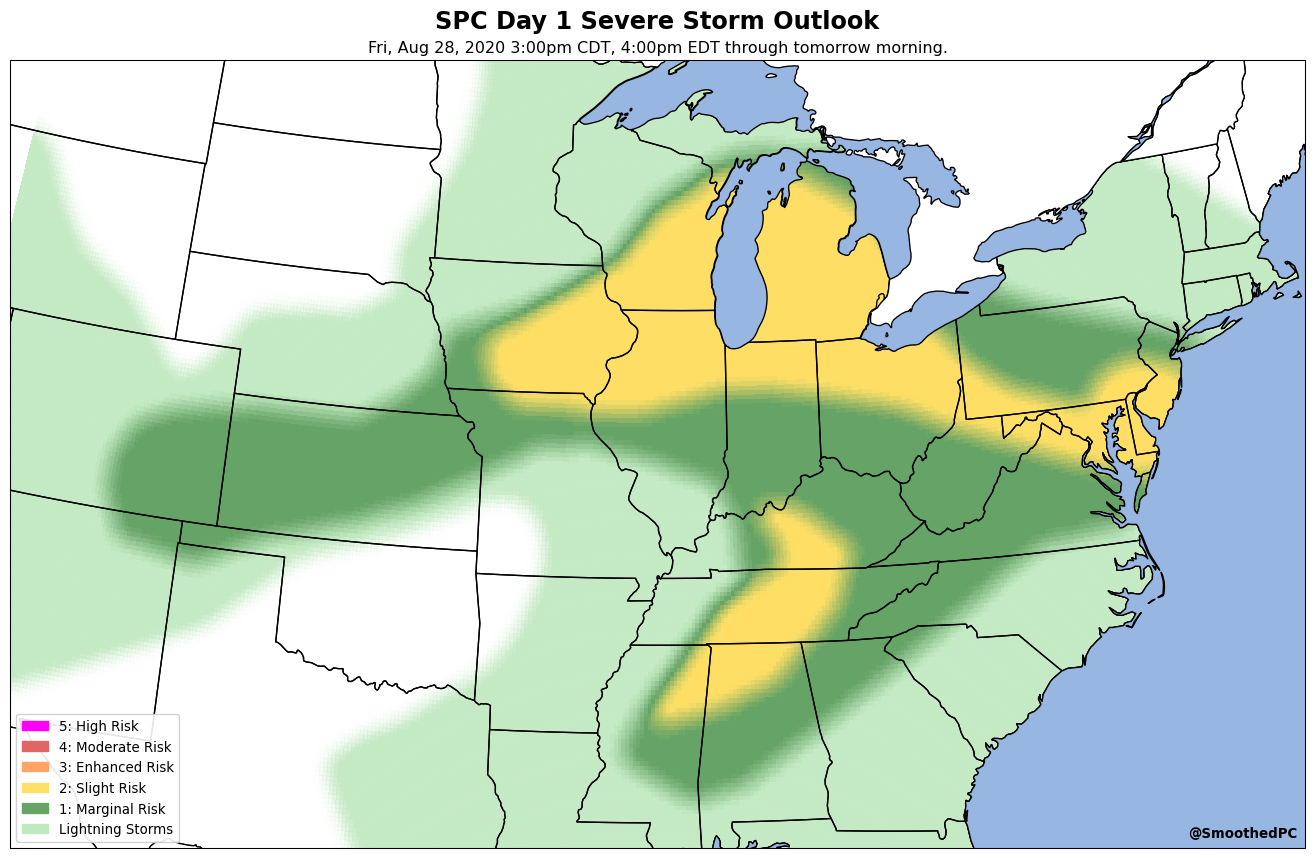 SPC Day 1 Severe Storm Outlook
Fri, Aug 28, 2020 3:00pm CDT, 4:00pm EDT through tomorrow morning.
5: High Risk
4: Moderate Risk
3: Enhanced Risk
2: Slight Risk
1: Marginal Risk
Lightning Storms
@SmoothedPC